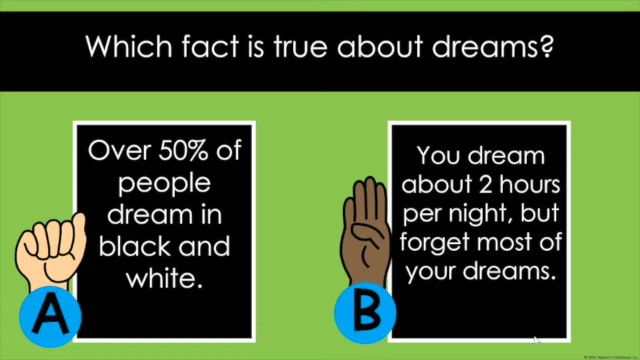 Which fact is true about dreams?
Over 50% of
people
dream in
black and
white.
A
You dream
about 2 hours
per night, but
forget most of
your dreams.
B